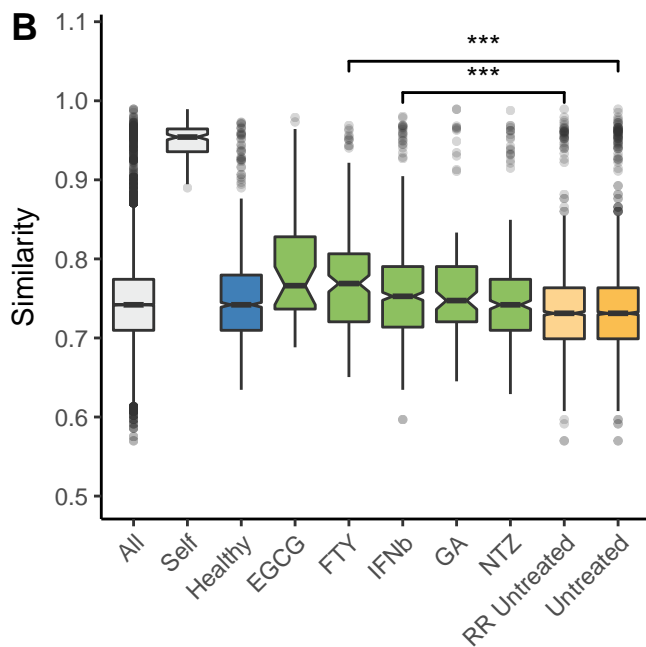 B
1.1
1.0
0.9
0.8
0.7
0.6
0.5
Similarity
***
***
All
Self
Healthy
EGCG
FTY
IFNb
GA
NTZ
RR Untreated
Untreated